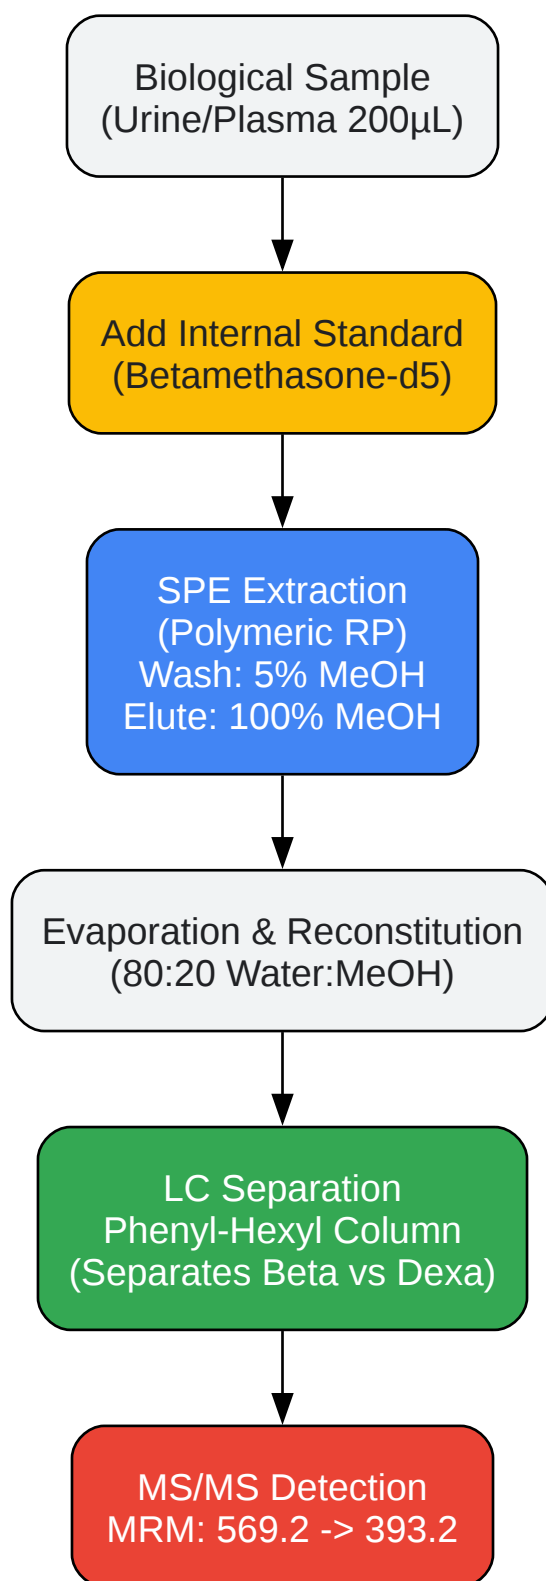 Biological Sample
(Urine/Plasma 200µL)
Add Internal Standard
(Betamethasone-d5)
SPE Extraction
(Polymeric RP)
Wash: 5% MeOH
Elute: 100% MeOH
Evaporation & Reconstitution
(80:20 Water:MeOH)
LC Separation
Phenyl-Hexyl Column
(Separates Beta vs Dexa)
MS/MS Detection
MRM: 569.2 -> 393.2